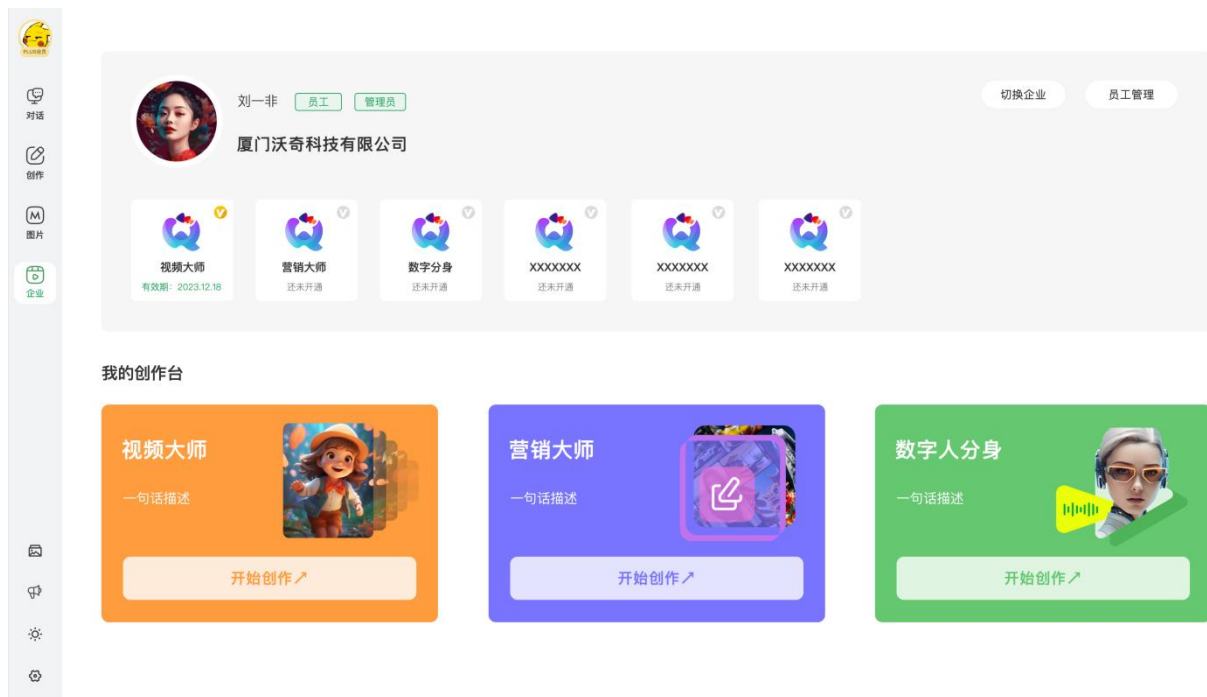 PLUS会员
对话
创作
图片
企业
刘一非 员工 管理员
切换企业 员工管理
厦门沃奇科技有限公司
视频大师 营销大师 数字分身 XXXXXXX XXXXXXX XXXXXXX
有效期：2023.12.18 还未开通 还未开通 还未开通 还未开通 还未开通
我的创作台
视频大师 营销大师 数字人分身
一句话描述 一句话描述 一句话描述
开始创作↗ 开始创作↗ 开始创作↗